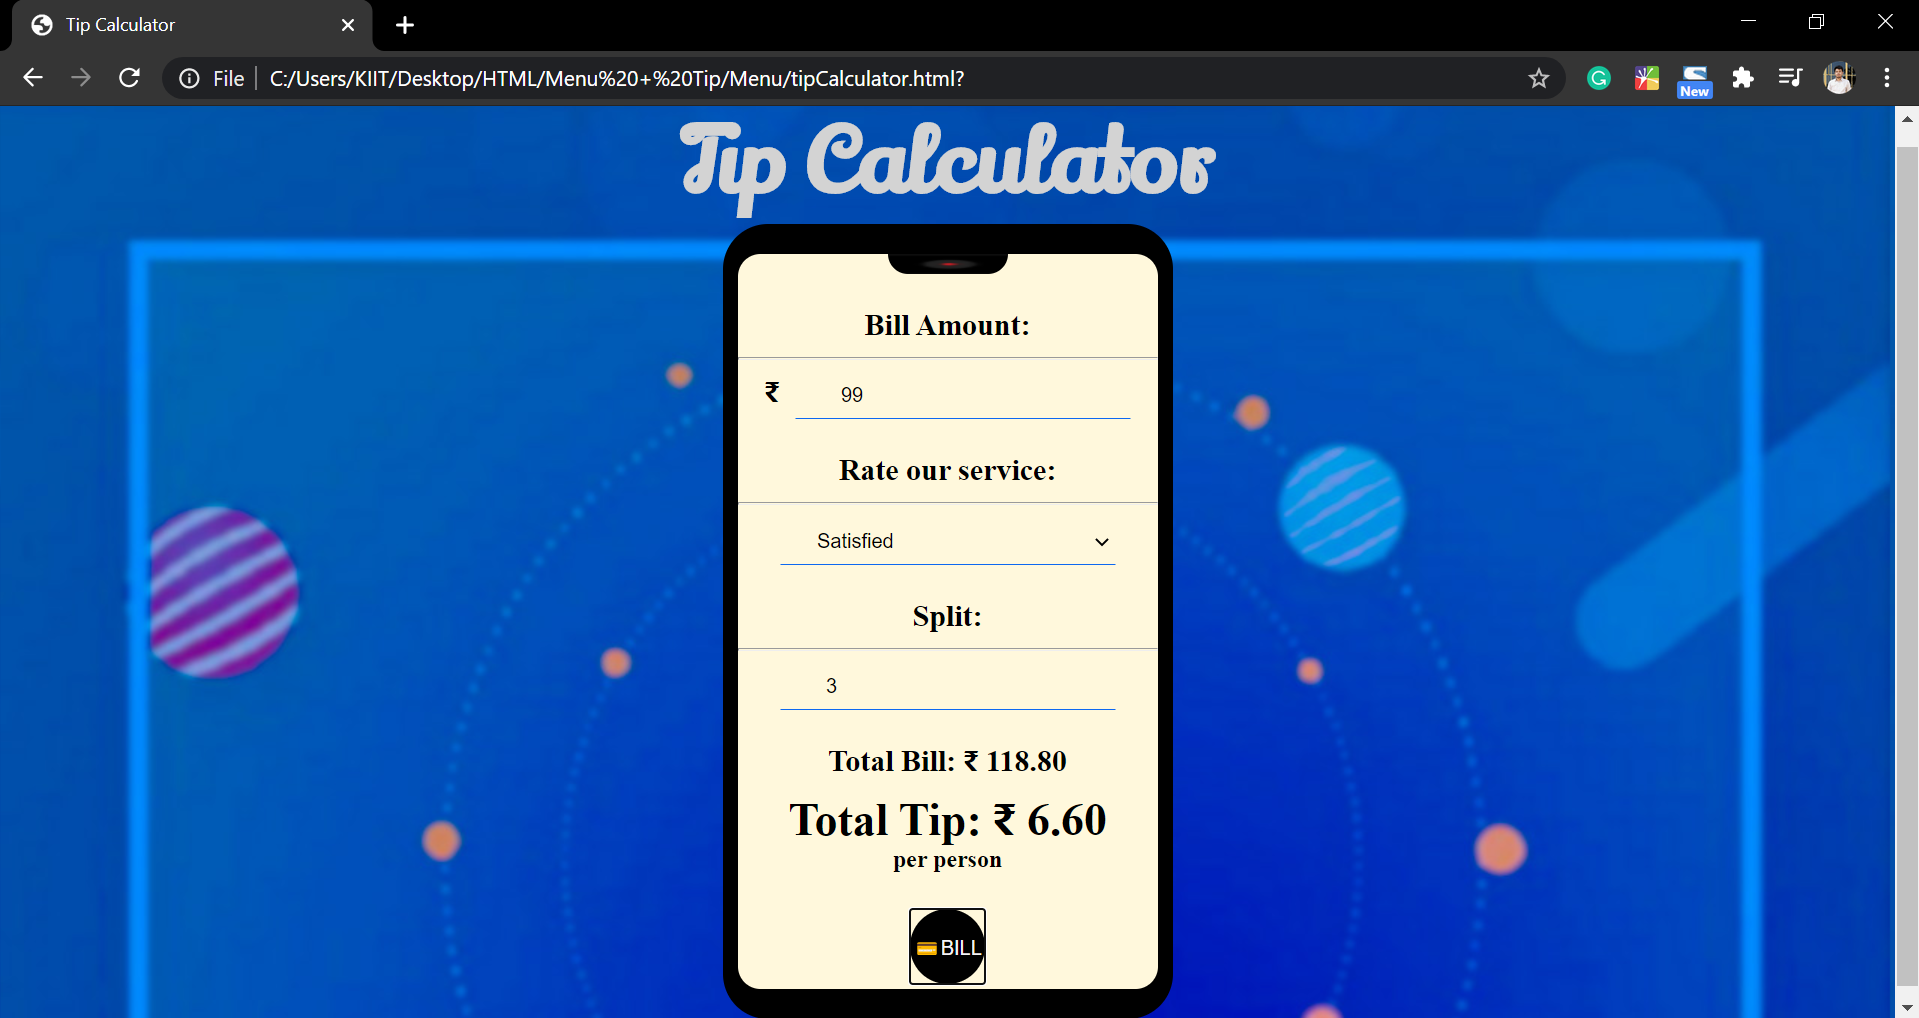 Tip Calculator
File
C:/Users/KIIT/Desktop/HTML/Menu%20+%20Tip/Menu/tipCalculator.html?
New
Tip Calculator
Bill Amount:
₹ 99
Rate our service:
Satisfied
Split:
3
Total Bill: ₹ 118.80
Total Tip: ₹ 6.60
per person
💳 BILL